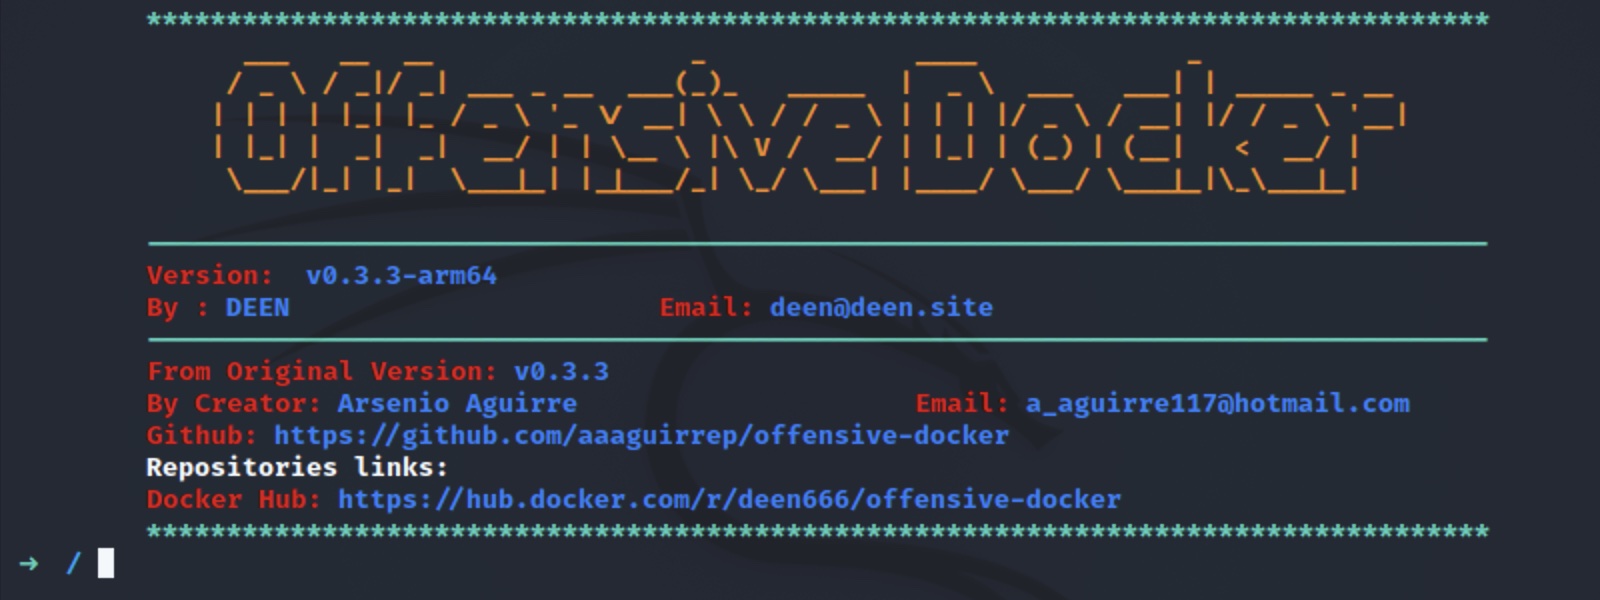 ************************************************************************************
Offensive Docker
Version:  v0.3.3-arm64
By : DEEN Email: deen@deen.site
From Original Version: v0.3.3
By Creator: Arsenio Aguirre Email: a_aguirre117@hotmail.com
Github: https://github.com/aaaguirrep/offensive-docker
Repositories links:
Docker Hub: https://hub.docker.com/r/deen666/offensive-docker
************************************************************************************
➜ /